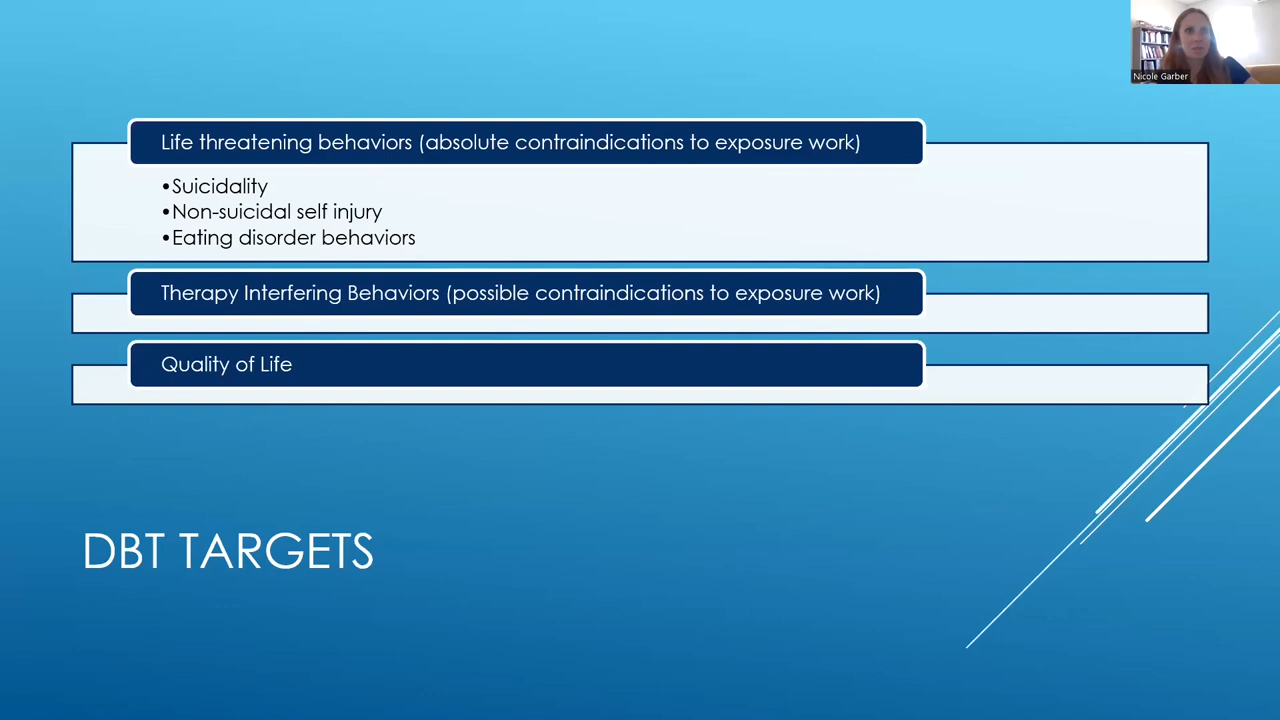 Nicole Garber
Life threatening behaviors (absolute contraindications to exposure work)
•Suicidality
•Non-suicidal self injury
•Eating disorder behaviors
Therapy Interfering Behaviors (possible contraindications to exposure work)
Quality of Life
DBT TARGETS